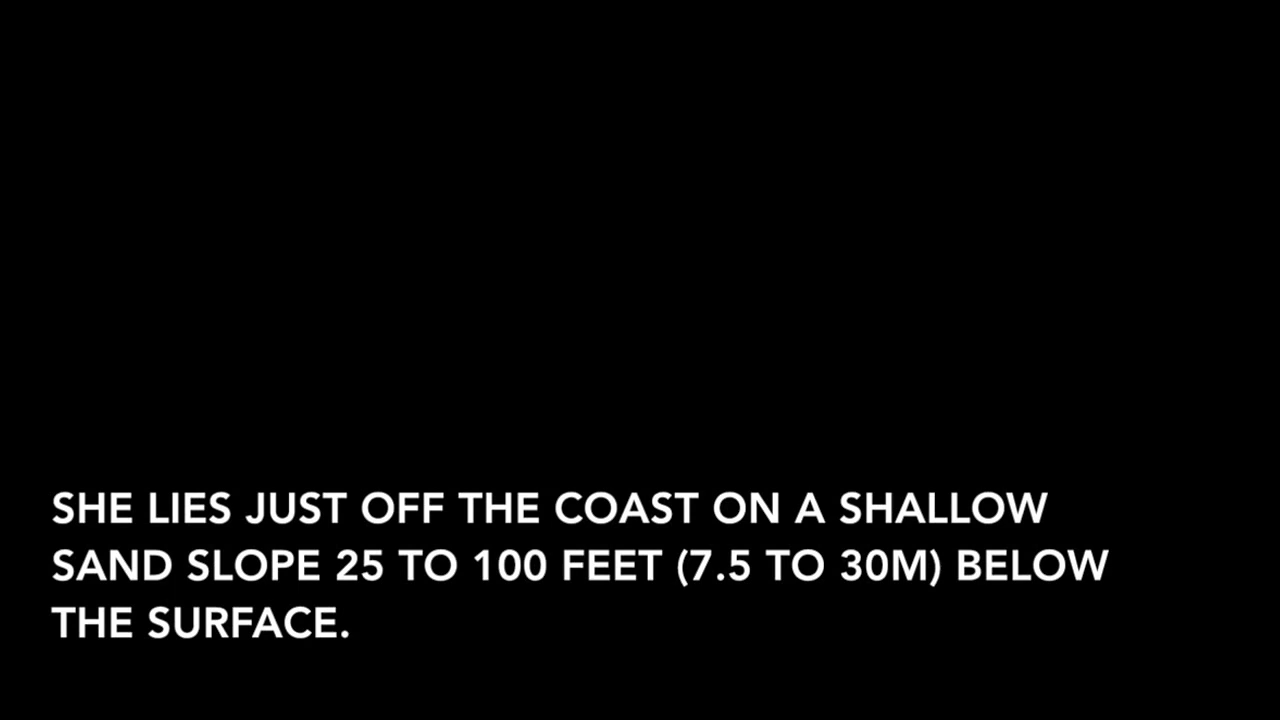 SHE LIES JUST OFF THE COAST ON A SHALLOW
SAND SLOPE 25 TO 100 FEET (7.5 TO 30M) BELOW
THE SURFACE.